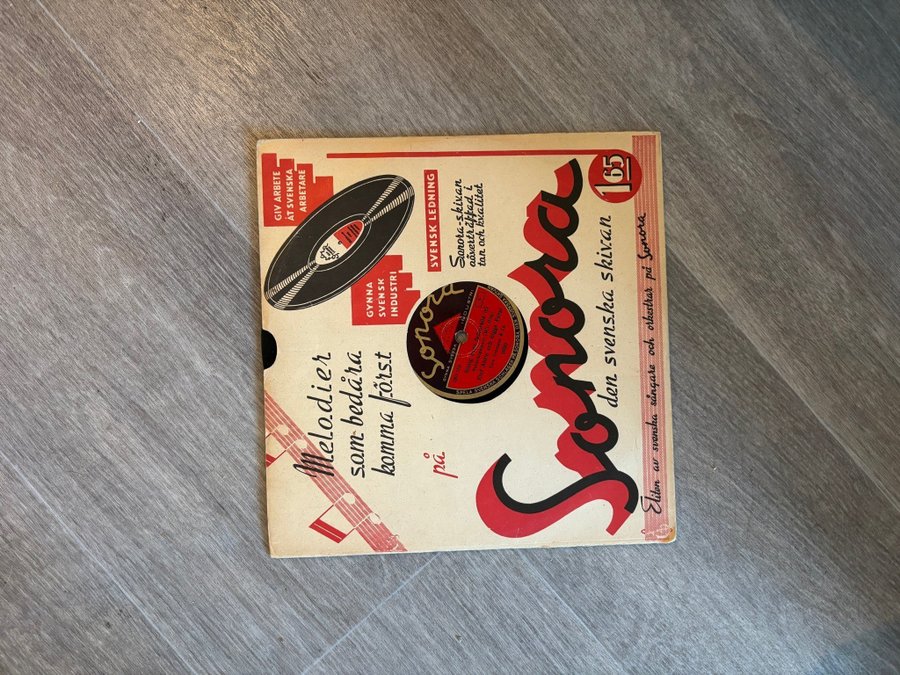 GIV ARBETE
ÅT SVENSKA
ARBETARE
GYNNA
SVENSK
INDUSTRI
SVENSK LEDNING
Sonora-skivan
oöverträffad i
ton och kvalitet
Melodier
som bedåra
komma först
på
Sonora
Sonora
den svenska skivan
1 65
Eliten av svenska sångare och orkestrar på Sonora